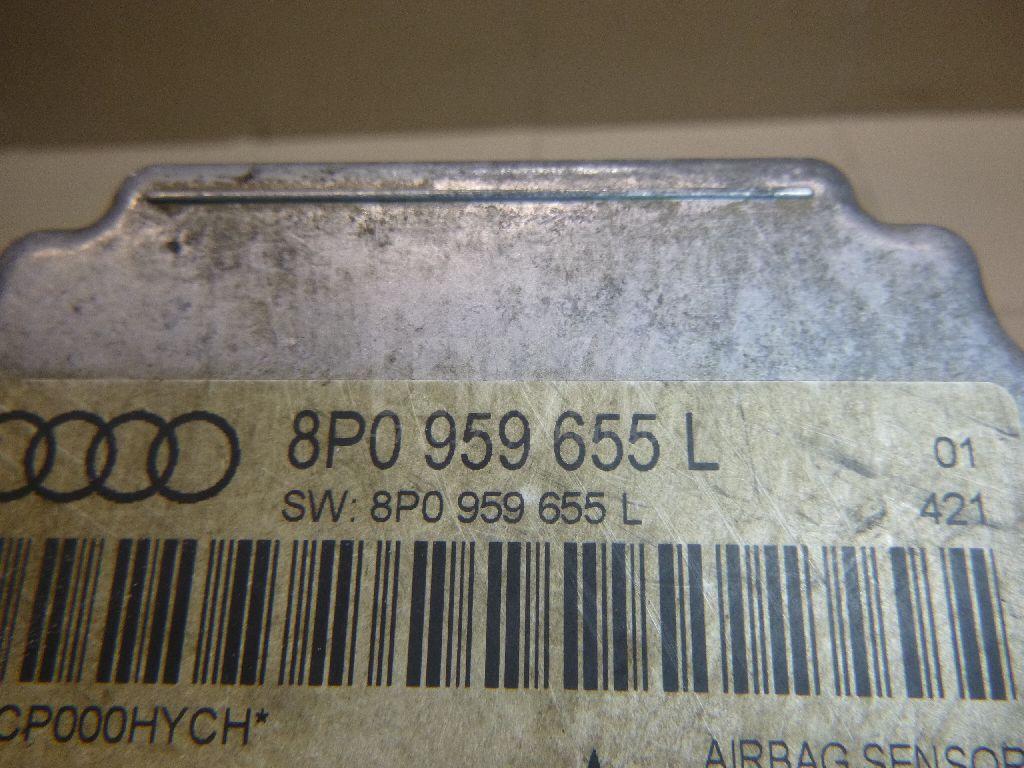 8P0 959 655 L 01
SW: 8P0 959 655 L 421
CP000HYCH*
AIRBAG SENSOR